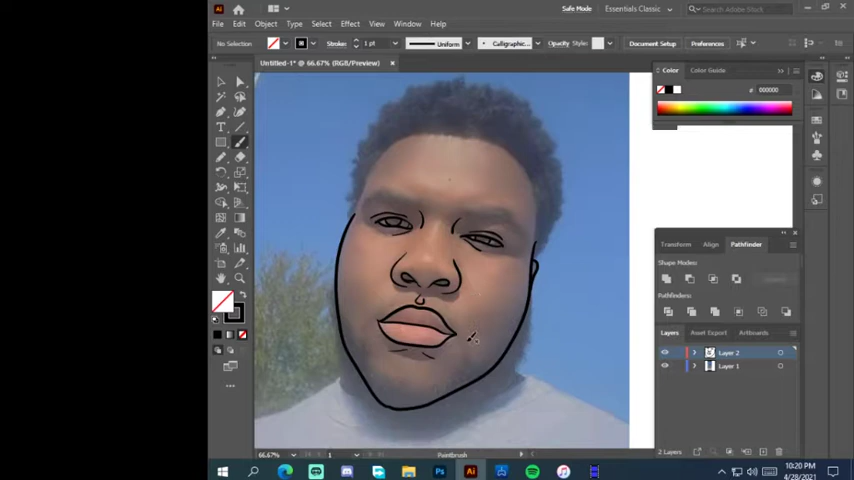 Ai
Safe Mode
Essentials Classic
Search Adobe Stock
File Edit Object Type Select Effect View Window Help
No Selection Stroke: 1 pt Uniform Calligraphic... Opacity Style: Document Setup Preferences
Untitled-1* @ 66.67% (RGB/Preview) ×
Color Color Guide
# 000000
T
Transform Align Pathfinder
Shape Modes:
Pathfinders:
Layers Asset Export Artboards
Layer 2
Layer 1
2 Layers
66.67% 1 Paintbrush
Ps Ai
10:20 PM
4/28/2021